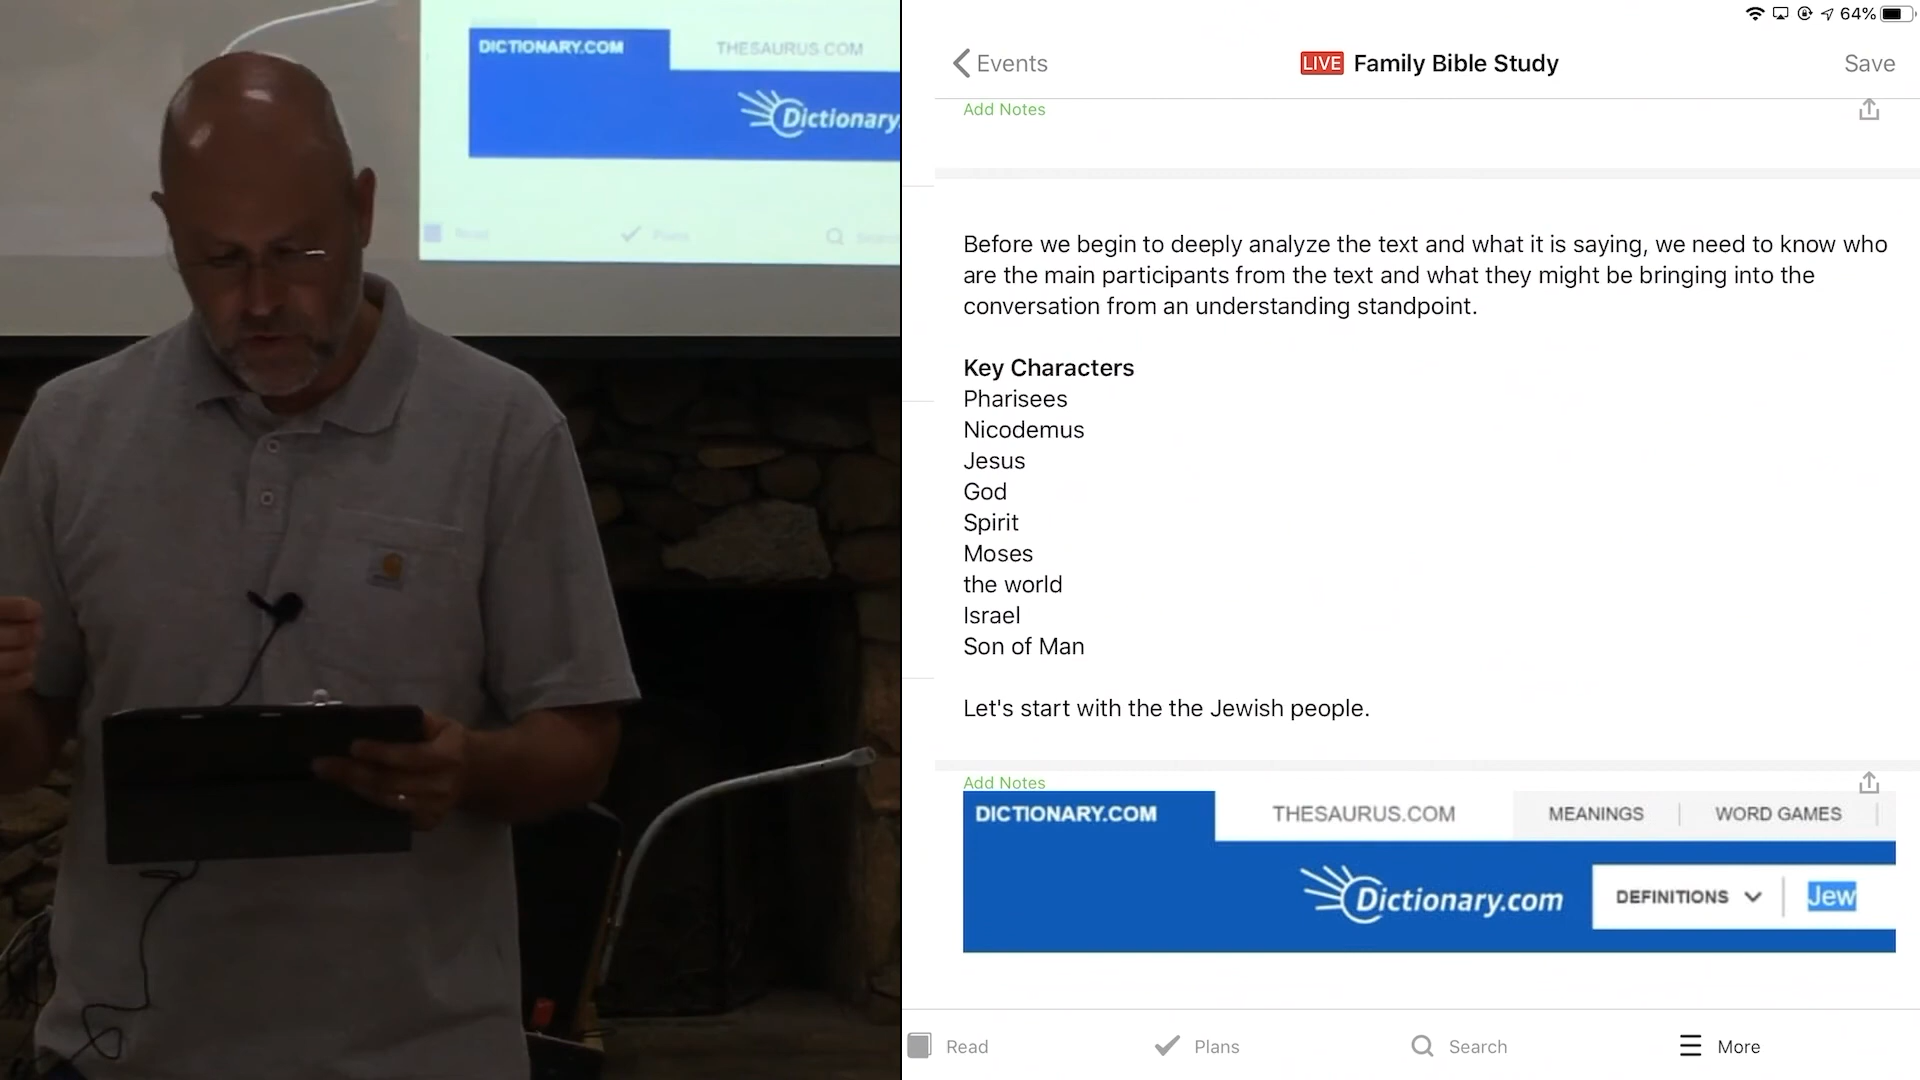 DICTIONARY.COM
THESAURUS.COM
Dictionary
Read
Plans
64%
Events
LIVE Family Bible Study
Save
Add Notes
Before we begin to deeply analyze the text and what it is saying, we need to know who
are the main participants from the text and what they might be bringing into the
conversation from an understanding standpoint.
Key Characters
Pharisees
Nicodemus
Jesus
God
Spirit
Moses
the world
Israel
Son of Man
Let's start with the the Jewish people.
Add Notes
DICTIONARY.COM
THESAURUS.COM
MEANINGS
WORD GAMES
Dictionary.com
DEFINITIONS
Jew
Read
Plans
Search
More